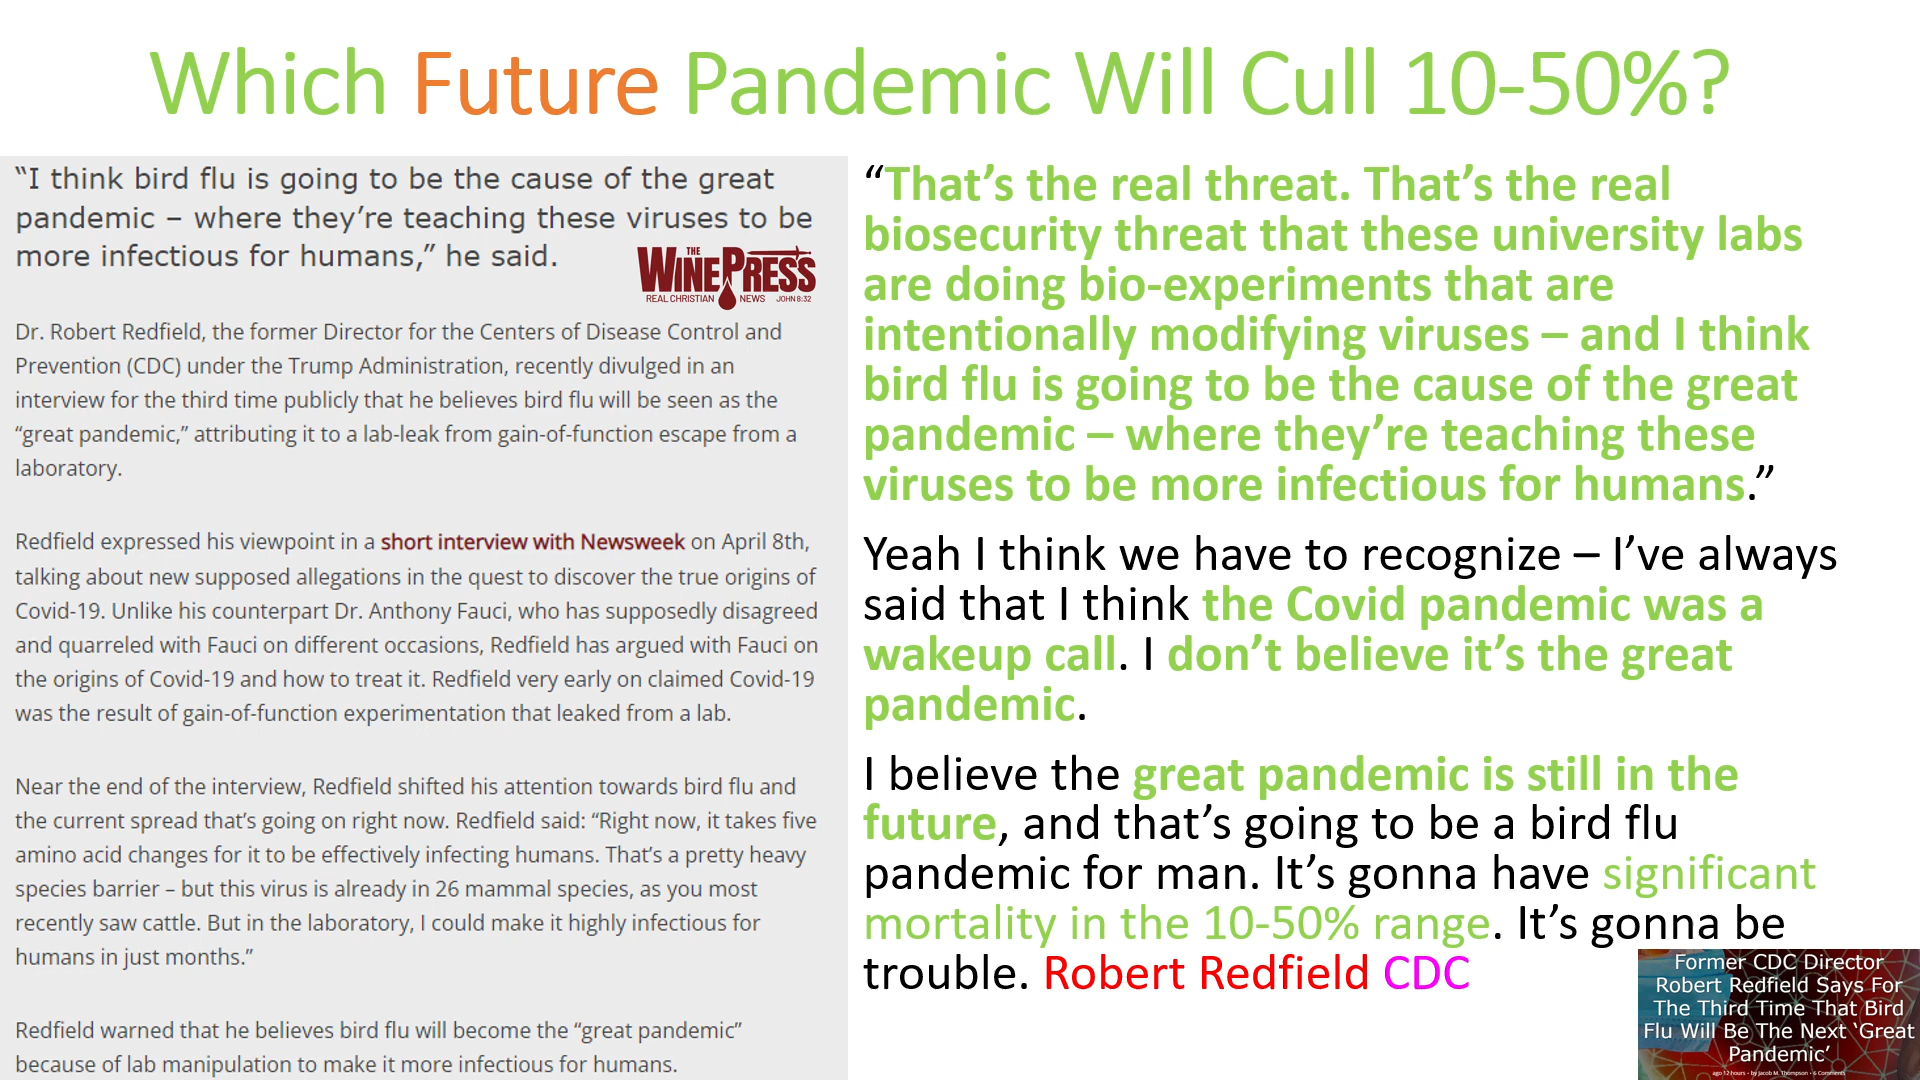 Which Future Pandemic Will Cull 10-50%?
“I think bird flu is going to be the cause of the great
pandemic – where they’re teaching these viruses to be
more infectious for humans,” he said.
THE
WINEPRESS
REAL CHRISTIAN NEWS JOHN 8:32
Dr. Robert Redfield, the former Director for the Centers of Disease Control and
Prevention (CDC) under the Trump Administration, recently divulged in an
interview for the third time publicly that he believes bird flu will be seen as the
“great pandemic,” attributing it to a lab-leak from gain-of-function escape from a
laboratory.
Redfield expressed his viewpoint in a short interview with Newsweek on April 8th,
talking about new supposed allegations in the quest to discover the true origins of
Covid-19. Unlike his counterpart Dr. Anthony Fauci, who has supposedly disagreed
and quarreled with Fauci on different occasions, Redfield has argued with Fauci on
the origins of Covid-19 and how to treat it. Redfield very early on claimed Covid-19
was the result of gain-of-function experimentation that leaked from a lab.
Near the end of the interview, Redfield shifted his attention towards bird flu and
the current spread that’s going on right now. Redfield said: “Right now, it takes five
amino acid changes for it to be effectively infecting humans. That’s a pretty heavy
species barrier – but this virus is already in 26 mammal species, as you most
recently saw cattle. But in the laboratory, I could make it highly infectious for
humans in just months.”
Redfield warned that he believes bird flu will become the “great pandemic”
because of lab manipulation to make it more infectious for humans.
“That’s the real threat. That’s the real
biosecurity threat that these university labs
are doing bio-experiments that are
intentionally modifying viruses – and I think
bird flu is going to be the cause of the great
pandemic – where they’re teaching these
viruses to be more infectious for humans.”
Yeah I think we have to recognize – I’ve always
said that I think the Covid pandemic was a
wakeup call. I don’t believe it’s the great
pandemic.
I believe the great pandemic is still in the
future, and that’s going to be a bird flu
pandemic for man. It’s gonna have significant
mortality in the 10-50% range. It’s gonna be
trouble. Robert Redfield CDC
Former CDC Director
Robert Redfield Says For
The Third Time That Bird
Flu Will Be The Next ‘Great
Pandemic’
ago 12 hours • by Jacob M. Thompson • 6 Comments